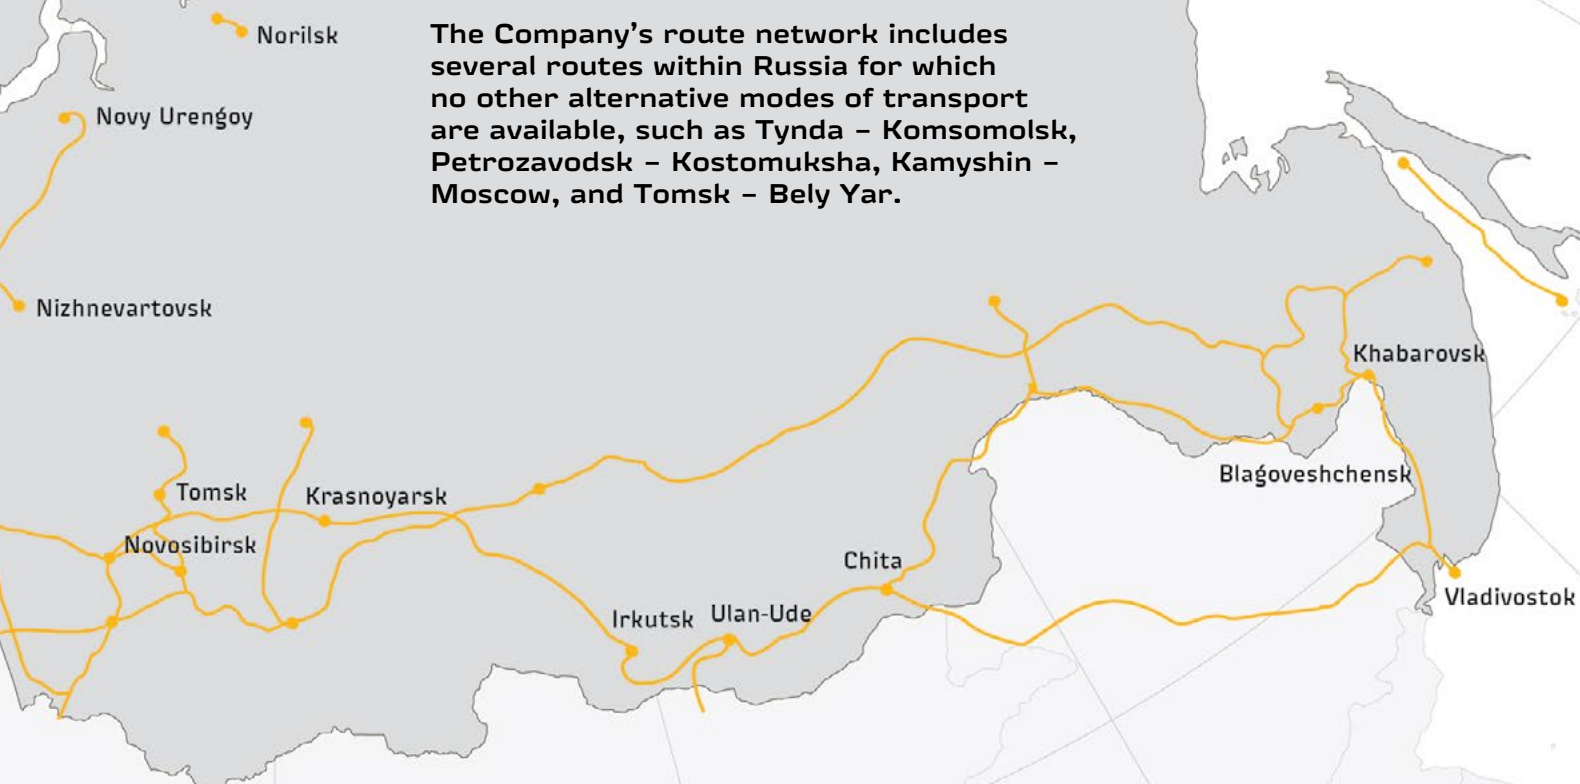 Norilsk
The Company’s route network includes
several routes within Russia for which
no other alternative modes of transport
are available, such as Tynda – Komsomolsk,
Petrozavodsk – Kostomuksha, Kamyshin –
Moscow, and Tomsk – Bely Yar.
Novy Urengoy
Nizhnevartovsk
Khabarovsk
Blagoveshchensk
Tomsk
Krasnoyarsk
Novosibirsk
Chita
Irkutsk
Ulan-Ude
Vladivostok